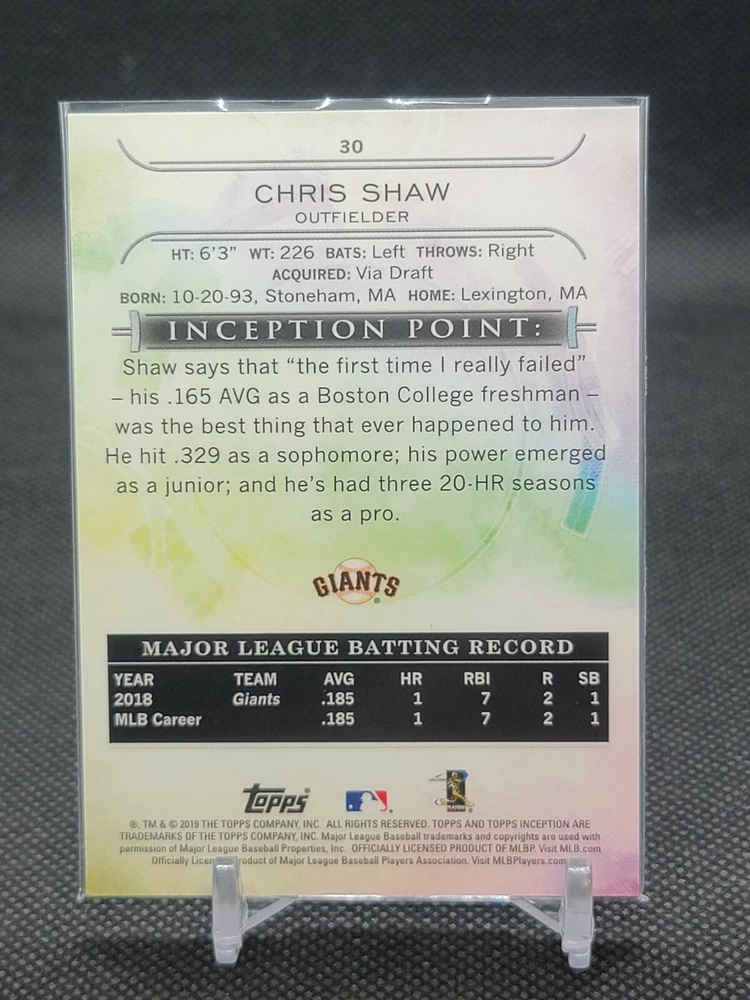 30
CHRIS SHAW
OUTFIELDER
HT: 6'3" WT: 226 BATS: Left THROWS: Right
ACQUIRED: Via Draft
BORN: 10-20-93, Stoneham, MA HOME: Lexington, MA
INCEPTION POINT:
Shaw says that “the first time I really failed”
– his .165 AVG as a Boston College freshman –
was the best thing that ever happened to him.
He hit .329 as a sophomore; his power emerged
as a junior; and he's had three 20-HR seasons
as a pro.
GIANTS®
MAJOR LEAGUE BATTING RECORD
YEAR TEAM AVG HR RBI R SB
2018 Giants .185 1 7 2 1
MLB Career .185 1 7 2 1
Topps
®, TM & © 2019 THE TOPPS COMPANY, INC. ALL RIGHTS RESERVED. TOPPS AND TOPPS INCEPTION ARE
TRADEMARKS OF THE TOPPS COMPANY, INC. Major League Baseball trademarks and copyrights are used with
permission of Major League Baseball Properties, Inc. OFFICIALLY LICENSED PRODUCT OF MLBP. Visit MLB.com
Officially Product of Major League Baseball Players Association. Visit MLBPlayers.com